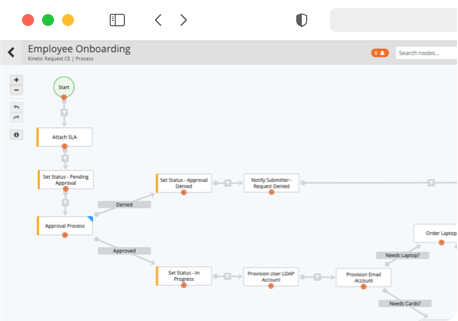 Employee Onboarding
Kinetic Request CE | Process
6
Search nodes...
Start
Attach SLA
Set Status - Pending
Approval
Approval Process
Denied
Approved
Set Status - Approval
Denied
Notify Submitter -
Request Denied
Set Status - In
Progress
Provision User LDAP
Account
Provision Email
Account
Needs Laptop?
Order Laptop
Needs Cards?